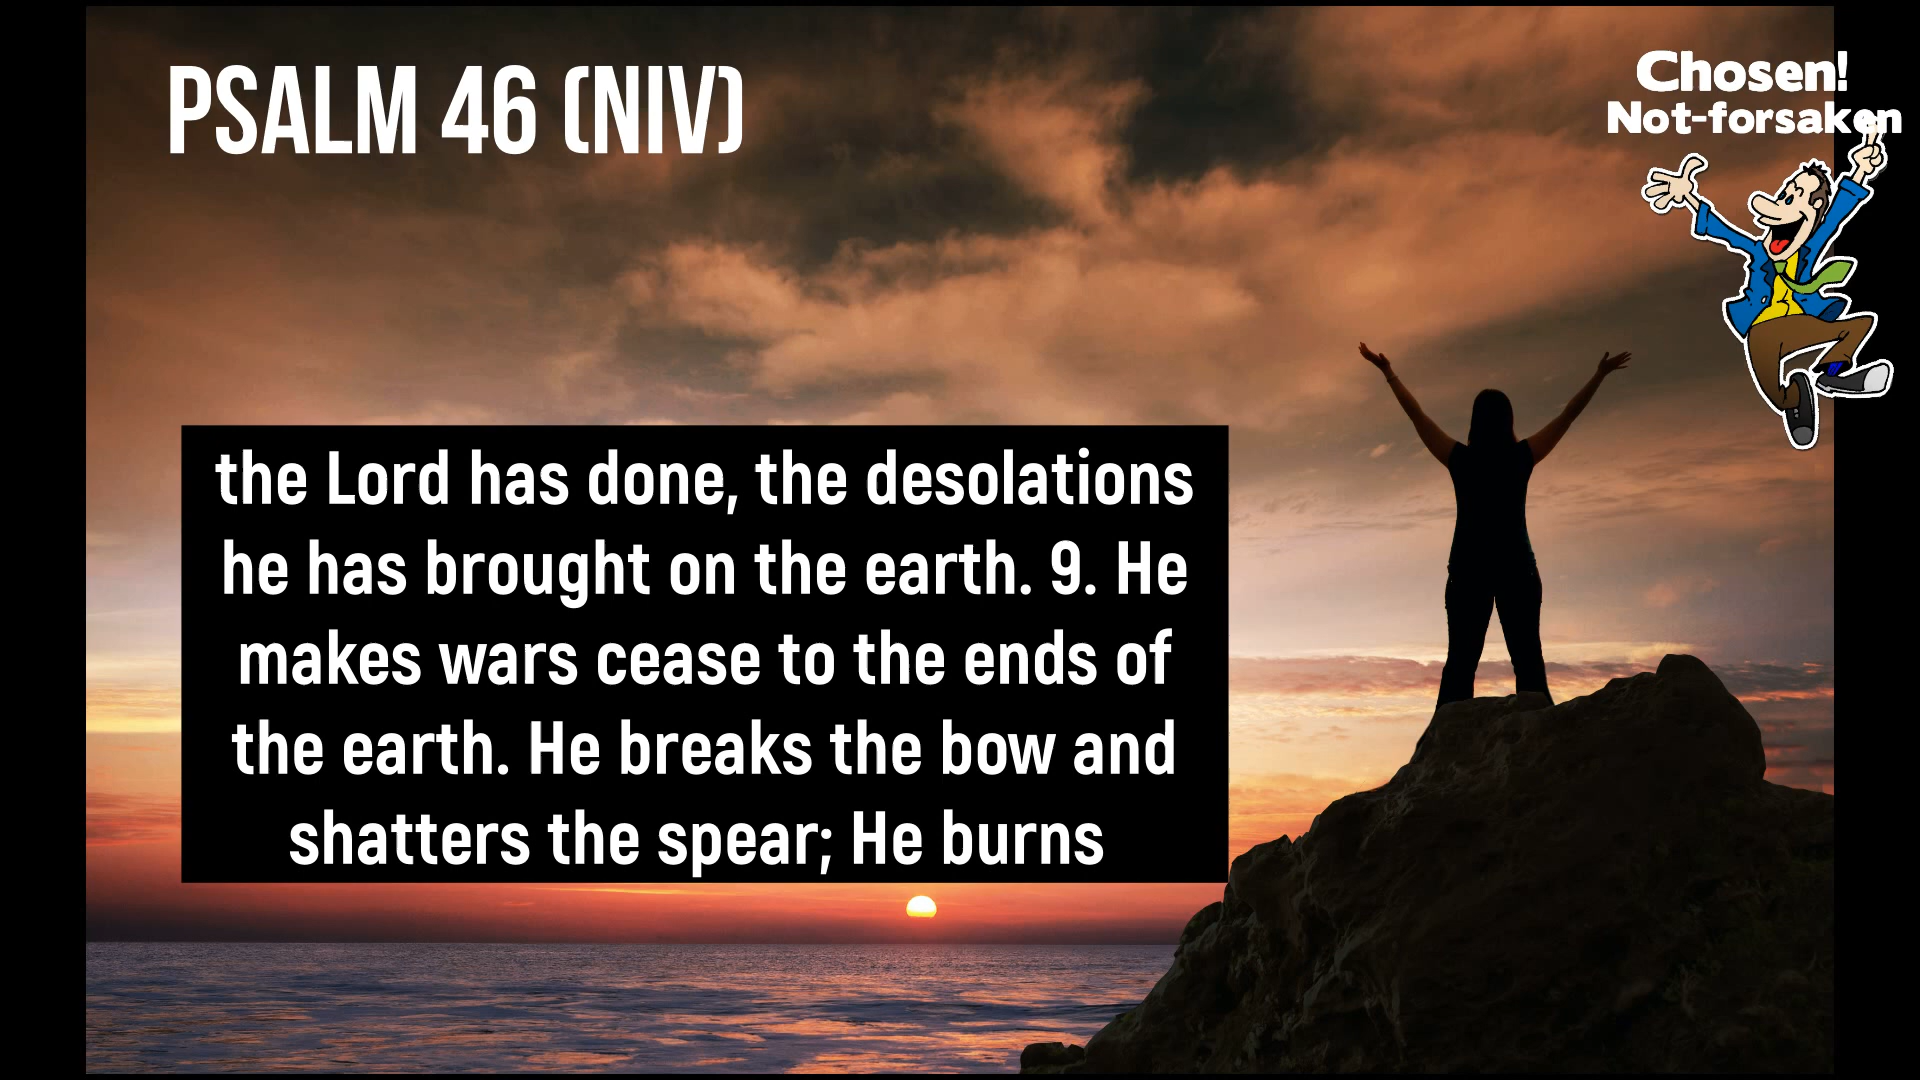 PSALM 46 (NIV)
Chosen!
Not-forsaken
the Lord has done, the desolations
he has brought on the earth. 9. He
makes wars cease to the ends of
the earth. He breaks the bow and
shatters the spear; He burns